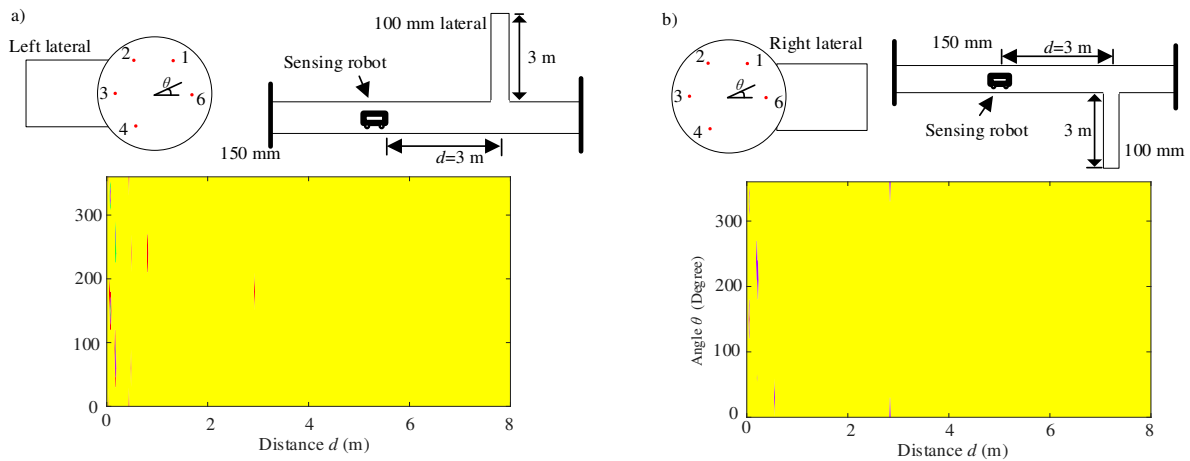 a)
Left lateral
2
1
θ
3
6
4
100 mm lateral
3 m
Sensing robot
150 mm
d=3 m
300
200
100
0
0
2
4
6
8
Distance d (m)
b)
Right lateral
2
1
θ
3
6
4
150 mm
d=3 m
Sensing robot
3 m
100 mm
Angle θ (Degree)
300
200
100
0
0
2
4
6
8
Distance d (m)